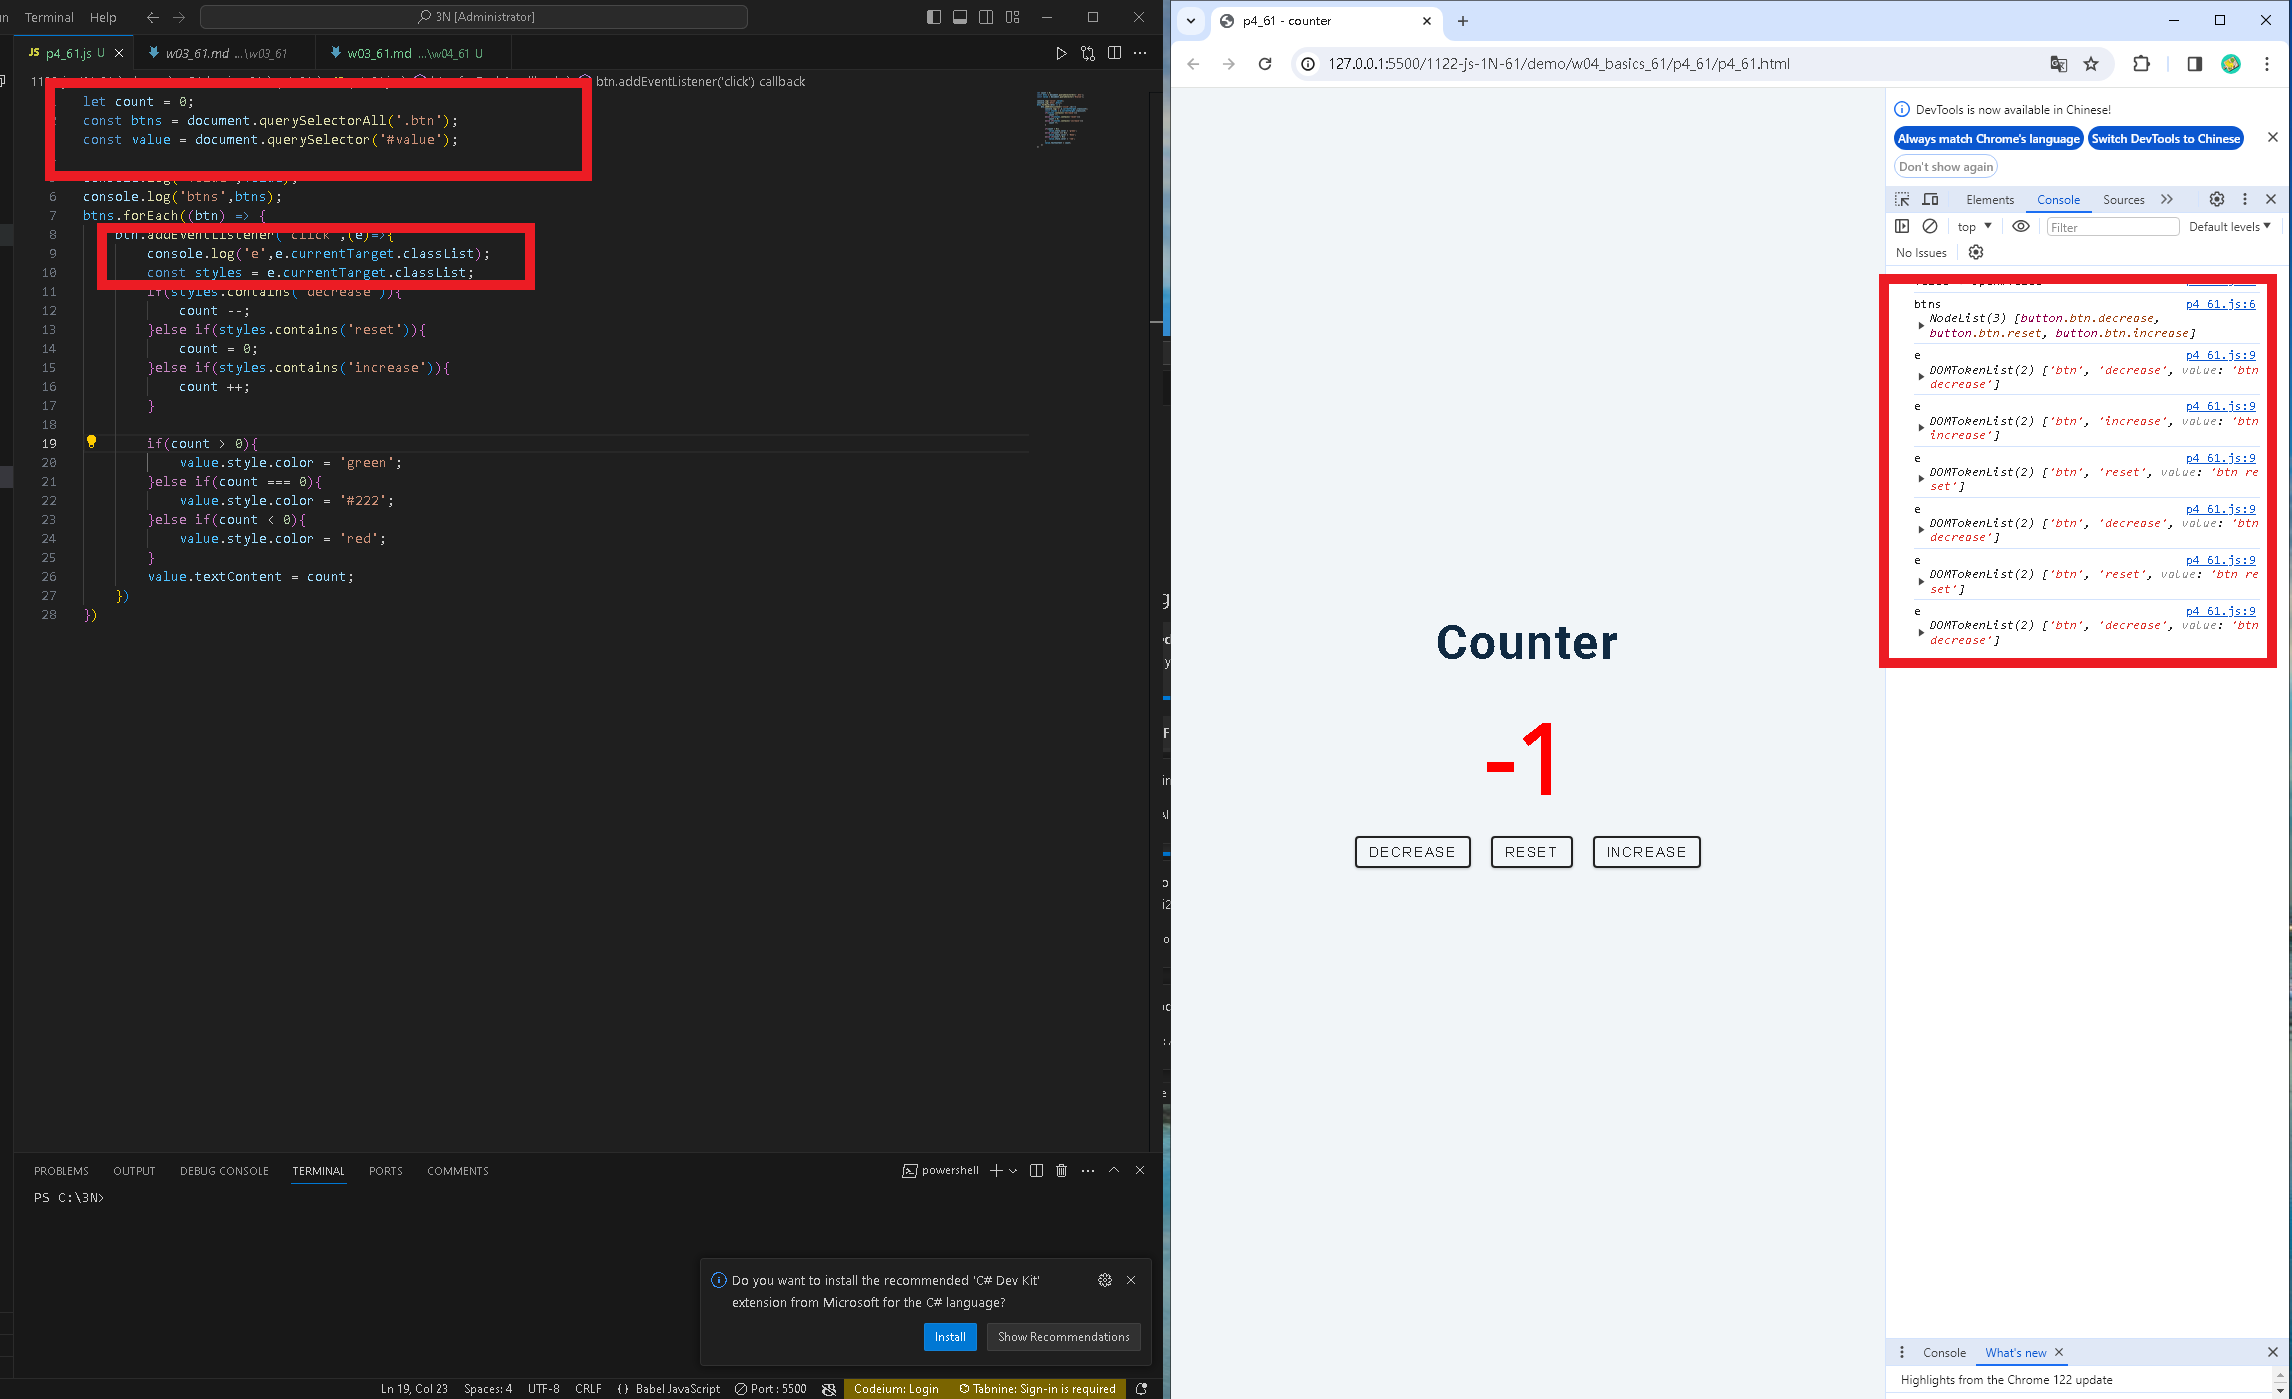 Terminal Help
3N [Administrator]
JS p4_61.js U
w03_61.md ...\w03_61
w03_61.md ...\w04_61 U
btn.addEventListener('click') callback
let count = 0;
const btns = document.querySelectorAll('.btn');
const value = document.querySelector('#value');
6 console.log('btns',btns);
7 btns.forEach((btn) => {
8 btn.addEventListener('click',(e)=>{
9 console.log('e',e.currentTarget.classList);
10 const styles = e.currentTarget.classList;
11 if(styles.contains('decrease')){
12 count --;
13 }else if(styles.contains('reset')){
14 count = 0;
15 }else if(styles.contains('increase')){
16 count ++;
17 }
18
19 if(count > 0){
20 value.style.color = 'green';
21 }else if(count === 0){
22 value.style.color = '#222';
23 }else if(count < 0){
24 value.style.color = 'red';
25 }
26 value.textContent = count;
27 })
28 })
PROBLEMS OUTPUT DEBUG CONSOLE TERMINAL PORTS COMMENTS
powershell
PS C:\3N>
Do you want to install the recommended 'C# Dev Kit'
extension from Microsoft for the C# language?
Install
Show Recommendations
Ln 19, Col 23 Spaces: 4 UTF-8 CRLF {} Babel JavaScript Port : 5500 Codeium: Login Tabnine: Sign-in is required
p4_61 - counter
127.0.0.1:5500/1122-js-1N-61/demo/w04_basics_61/p4_61/p4_61.html
Counter
-1
DECREASE RESET INCREASE
DevTools is now available in Chinese!
Always match Chrome's language
Switch DevTools to Chinese
Don't show again
Elements Console Sources
top
Filter
Default levels
No Issues
btns p4_61.js:6
NodeList(3) [button.btn.decrease,
button.btn.reset, button.btn.increase]
e p4_61.js:9
DOMTokenList(2) ['btn', 'decrease', value: 'btn
decrease']
e p4_61.js:9
DOMTokenList(2) ['btn', 'increase', value: 'btn
increase']
e p4_61.js:9
DOMTokenList(2) ['btn', 'reset', value: 'btn re
set']
e p4_61.js:9
DOMTokenList(2) ['btn', 'decrease', value: 'btn
decrease']
e p4_61.js:9
DOMTokenList(2) ['btn', 'reset', value: 'btn re
set']
e p4_61.js:9
DOMTokenList(2) ['btn', 'decrease', value: 'btn
decrease']
Console What's new
Highlights from the Chrome 122 update